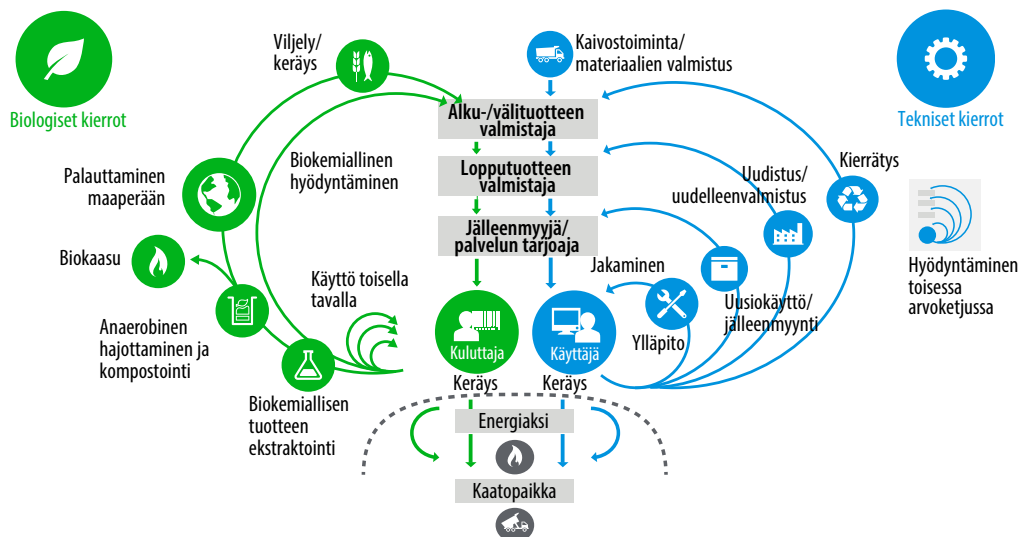 Biologiset kierrot
Viljely/
keräys
Kaivostoiminta/
materiaalien valmistus
Tekniset kierrot
Alku-/välituotteen
valmistaja
Lopputuotteen
valmistaja
Jälleenmyyjä/
palvelun tarjoaja
Biokemiallinen
hyödyntäminen
Palauttaminen
maaperään
Biokaasu
Käyttö toisella
tavalla
Anaerobinen
hajottaminen ja
kompostointi
Biokemiallisen
tuotteen
ekstraktointi
Kuluttaja
Käyttäjä
Keräys
Keräys
Jakaminen
Ylläpito
Uusiokäyttö/
jälleenmyynti
Uudistus/
uudelleenvalmistus
Kierrätys
Hyödyntäminen
toisessa
arvoketjussa
Energiaksi
Kaatopaikka